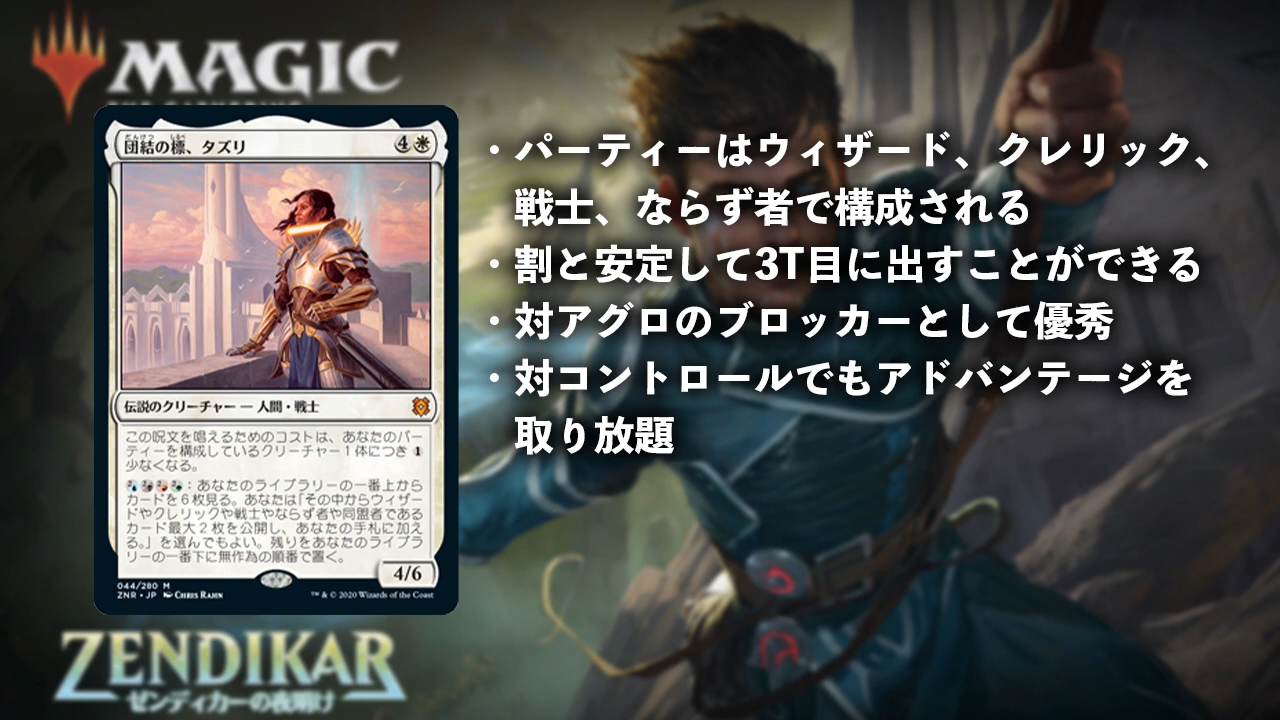 MAGIC
団結の標、タズリ
だんけつ しるべ
4
伝説のクリーチャー — 人間・戦士
この呪文を唱えるためのコストは、あなたのパー
ティーを構成しているクリーチャー1体につき 1
少なくなる。
：あなたのライブラリーの一番上から
カードを6枚見る。あなたは「その中からウィザー
ドやクレリックや戦士やならず者や同盟者である
カード最大2枚を公開し、あなたの手札に加え
る。」を選んでもよい。残りをあなたのライブラ
リーの一番下に無作為の順番で置く。
4/6
044/280 M
ZNR • JP CHRIS RAHN
™ & © 2020 Wizards of the Coast
ZENDIKAR
ゼンディカーの夜明け
・パーティーはウィザード、クレリック、
戦士、ならず者で構成される
・割と安定して3T目に出すことができる
・対アグロのブロッカーとして優秀
・対コントロールでもアドバンテージを
取り放題